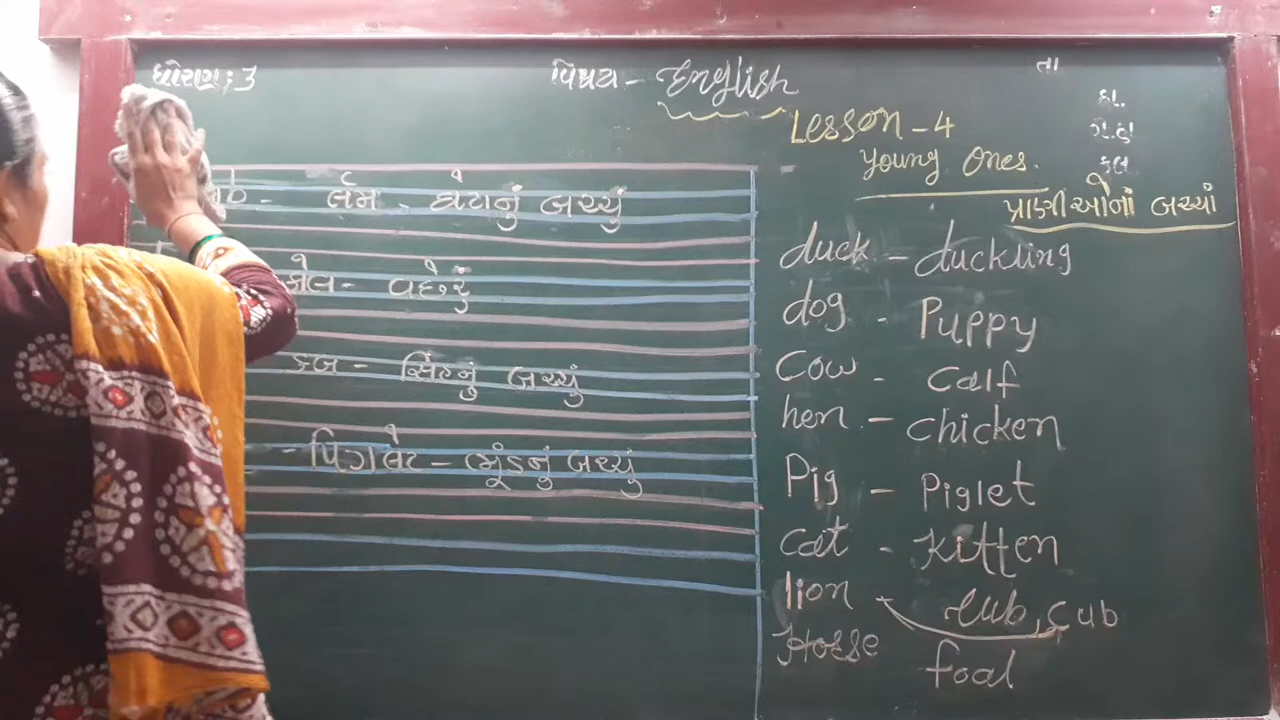 ધોરણ : 3
વિષય - English
તા
હા.
ગે.હા
કુલ
Lesson - 4
Young Ones.
પ્રાણીઓનાં બચ્ચાં
b - લેમ - ઘેટાનું બચ્ચું
કોલ - વછેરું
કબ - સિંહનું બચ્ચું
- પિગલેટ - ભૂંડનું બચ્ચું
duck - duckling
dog - Puppy
Cow - Calf
hen - chicken
Pig - Piglet
cat - Kitten
lion - cub, cub
Horse foal